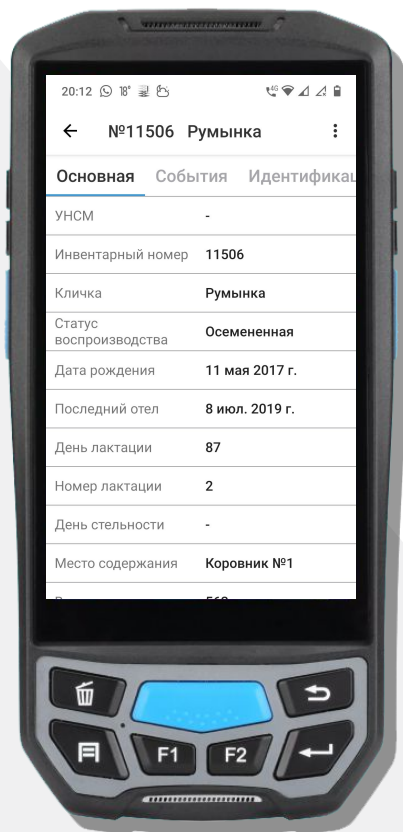 20:12 18°
4G
№11506 Румынка
Основная События Идентификац
УНСМ -
Инвентарный номер 11506
Кличка Румынка
Статус
воспроизводства Осемененная
Дата рождения 11 мая 2017 г.
Последний отел 8 июл. 2019 г.
День лактации 87
Номер лактации 2
День стельности -
Место содержания Коровник №1
F1 F2